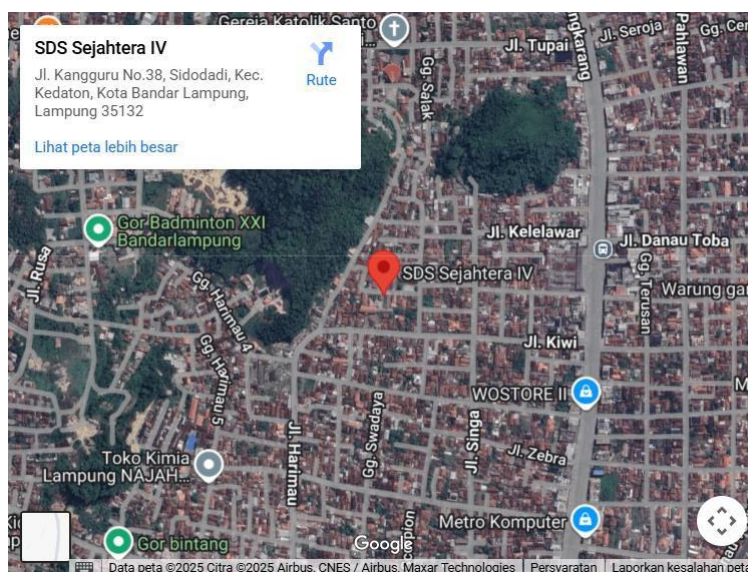 SDS Sejahtera IV
Jl. Kangguru No.38, Sidodadi, Kec.
Kedaton, Kota Bandar Lampung,
Lampung 35132
Rute
Lihat peta lebih besar
Gereja Katolik Santo
Jl. Tupai
Jl. Seroja
Gg. Cer
Pahlawan
ngkarang
Gg. Salak
Gor Badminton XXI
Bandarlampung
Jl. Kelelawar
Jl. Danau Toba
Jl. Rusa
SDS Sejahtera IV
Gg. Terusan
Warung gar
Gg. Harimau 4
Jl. Kiwi
Gg. Harimau 5
WOSTORE II
Jl. Harimau
Gg. Swadaya
Jl. Singa
Jl. Zebra
Toko Kimia
Lampung NAJAH...
Metro Komputer
Gor bintang
Google
Data peta ©2025 Citra ©2025 Airbus, CNES / Airbus, Maxar Technologies
Persyaratan
Laporkan kesalahan peta